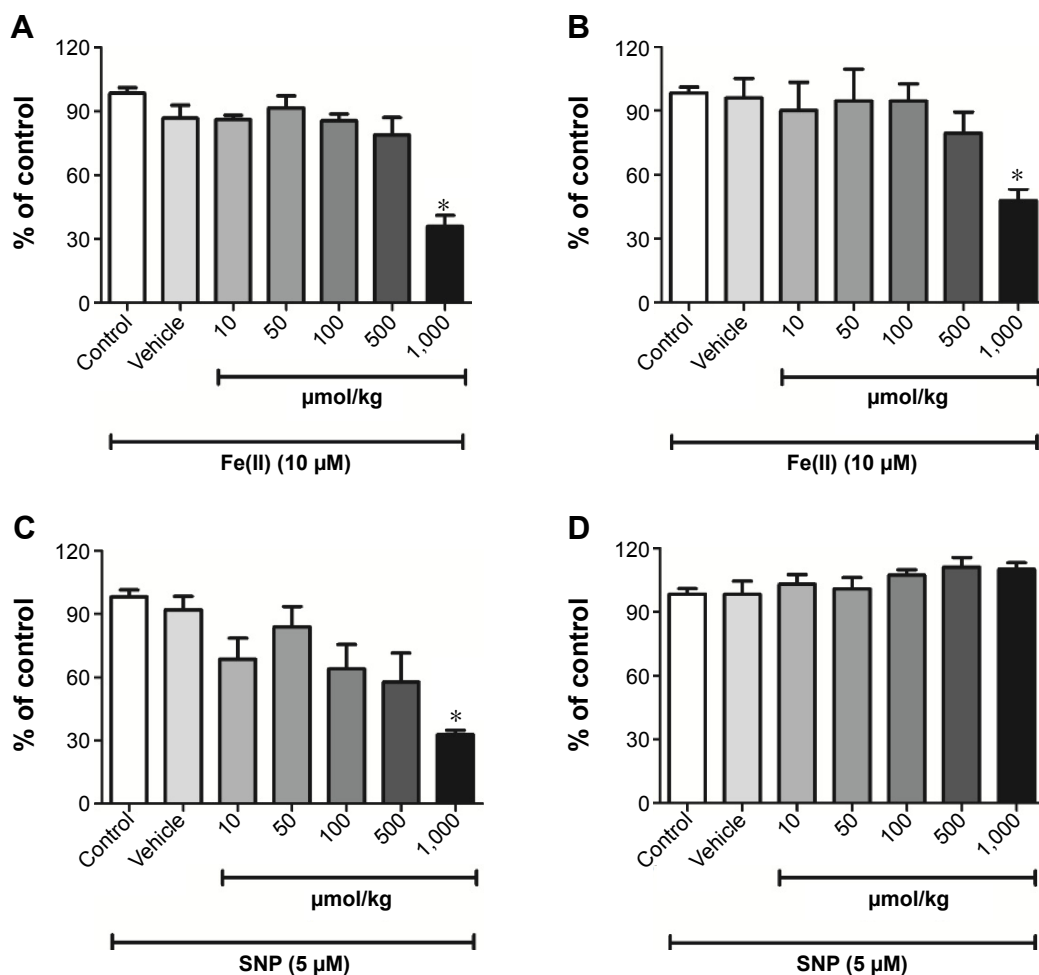 A
% of control
120
90
60
30
0
*
Control
Vehicle
10
50
100
500
1,000
µmol/kg
Fe(II) (10 µM)
B
% of control
120
90
60
30
0
*
Control
Vehicle
10
50
100
500
1,000
µmol/kg
Fe(II) (10 µM)
C
% of control
120
90
60
30
0
*
Control
Vehicle
10
50
100
500
1,000
µmol/kg
SNP (5 µM)
D
% of control
120
90
60
30
0
Control
Vehicle
10
50
100
500
1,000
µmol/kg
SNP (5 µM)